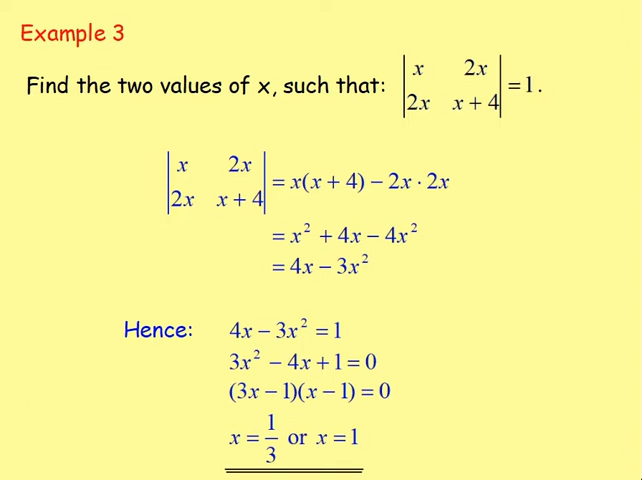 Example 3
Find the two values of x, such that: | x 2x ; 2x x + 4 | = 1.
| x 2x ; 2x x + 4 | = x(x + 4) − 2x · 2x
= x² + 4x − 4x²
= 4x − 3x²
Hence: 4x − 3x² = 1
3x² − 4x + 1 = 0
(3x − 1)(x − 1) = 0
x = 1/3 or x = 1